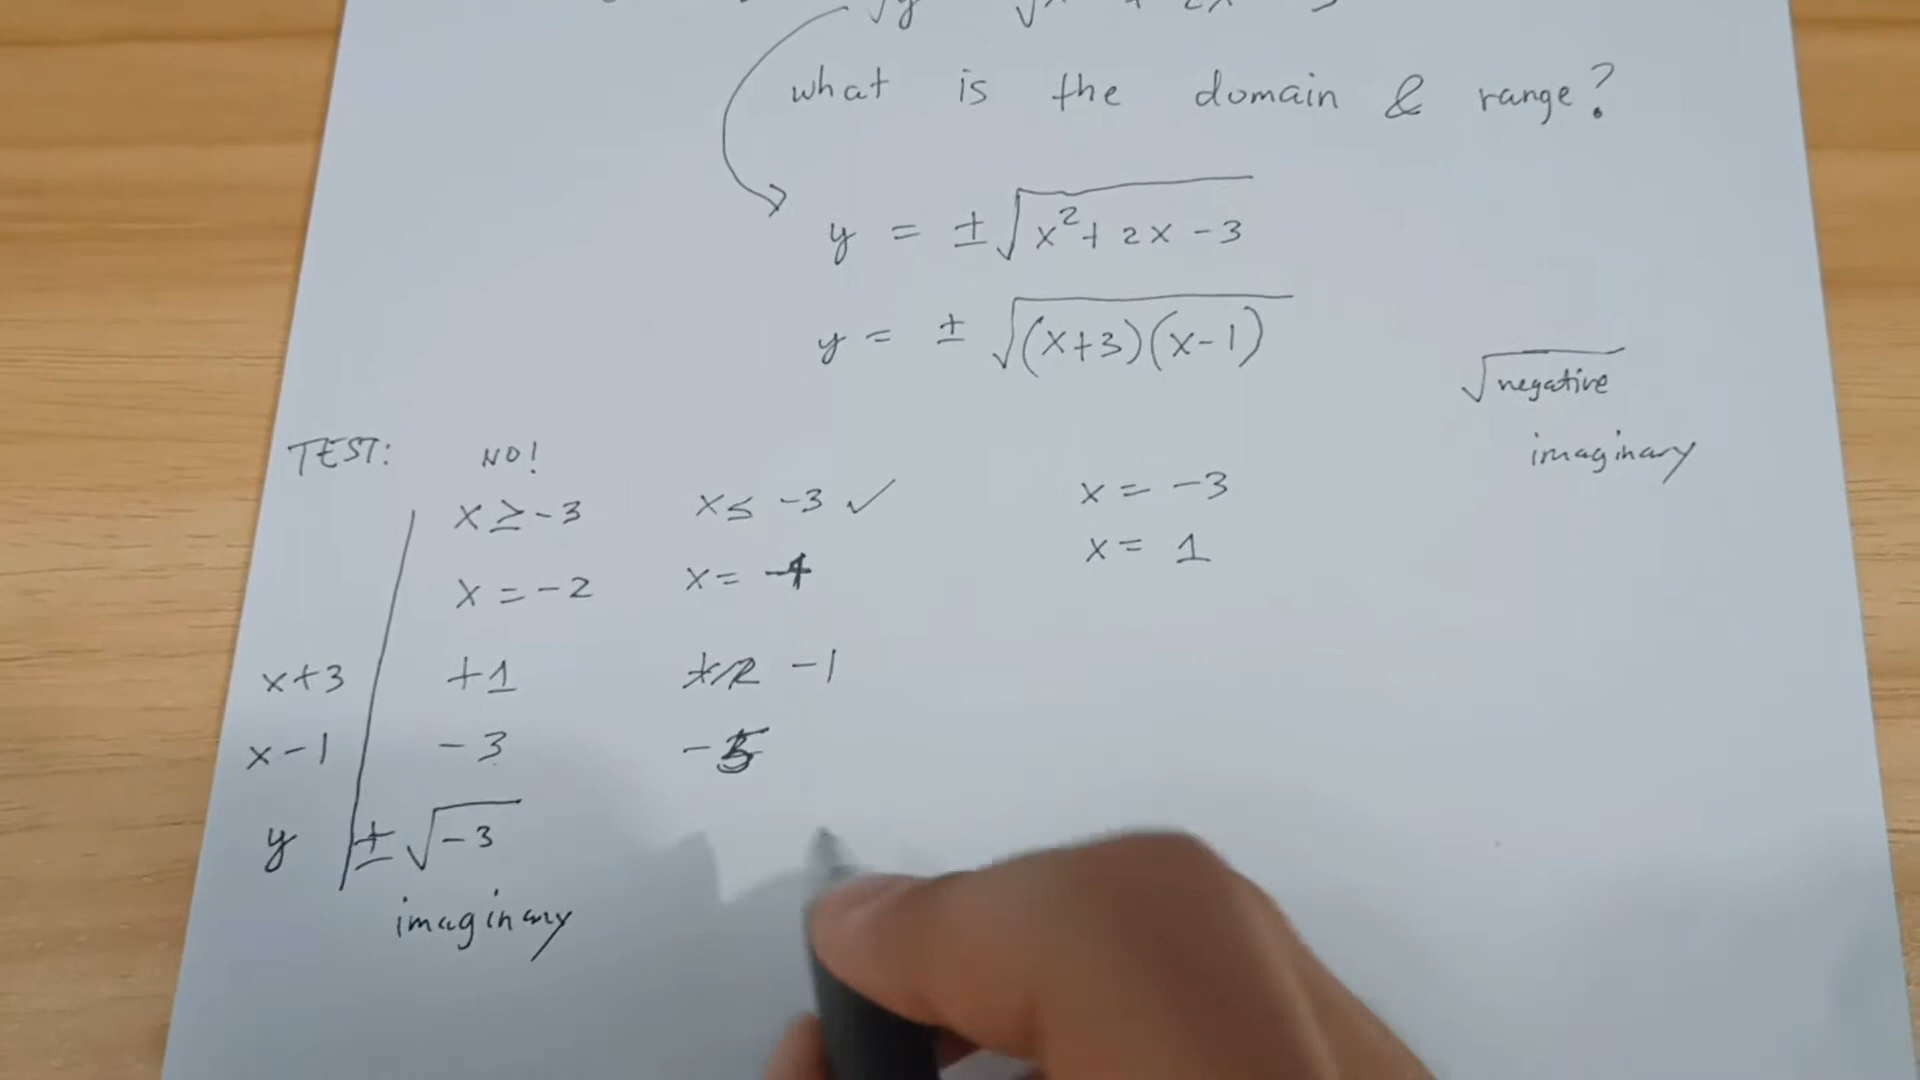 what is the domain & range?
y = ±√x²+2x-3
y = ±√(x+3)(x-1)
√negative
imaginary
TEST: NO!
x ≥ -3 x ≤ -3 ✓ x = -3
x = -2 x = -4 x = 1
x+3 +1 -1
x-1 -3 -5
y ±√-3
imaginary